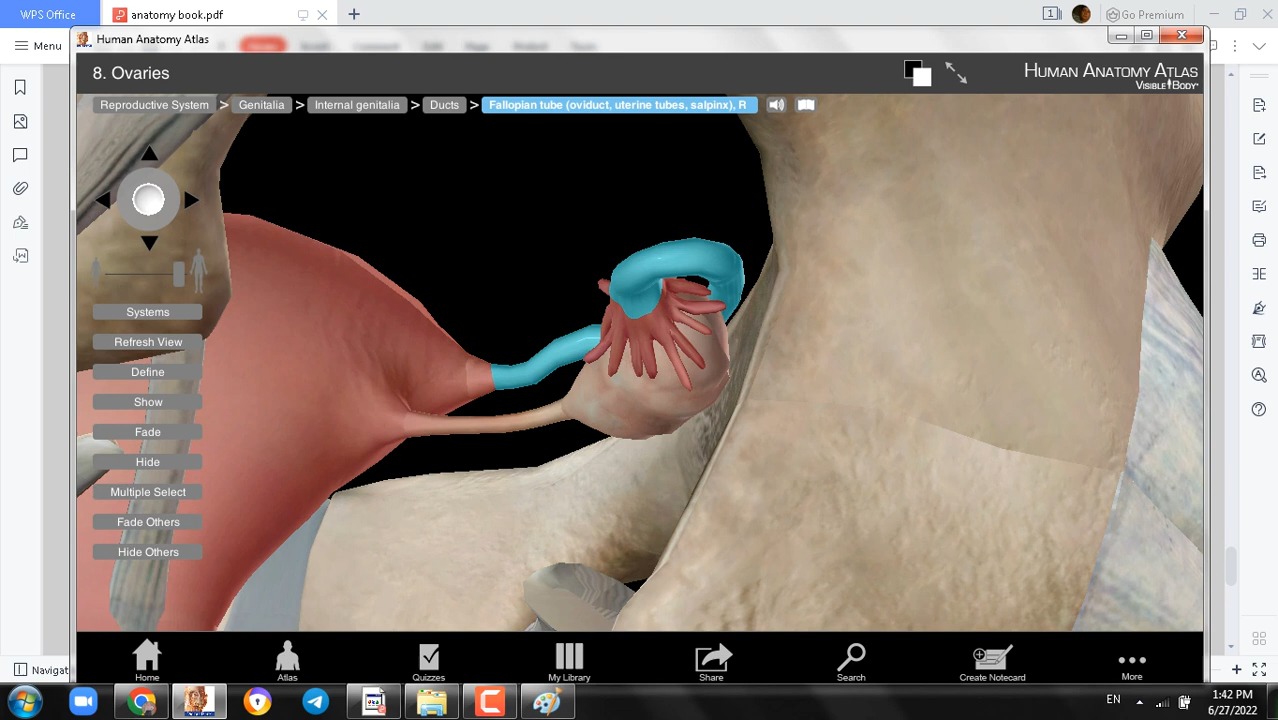 WPS Office
anatomy book.pdf
1
Go Premium
Menu
Human Anatomy Atlas
8. Ovaries
HUMAN ANATOMY ATLAS
VISIBLE BODY
Reproductive System > Genitalia > Internal genitalia > Ducts > Fallopian tube (oviduct, uterine tubes, salpinx), R
Systems
Refresh View
Define
Show
Fade
Hide
Multiple Select
Fade Others
Hide Others
Home
Atlas
Quizzes
My Library
Share
Search
Create Notecard
More
Navigat
EN
1:42 PM
6/27/2022